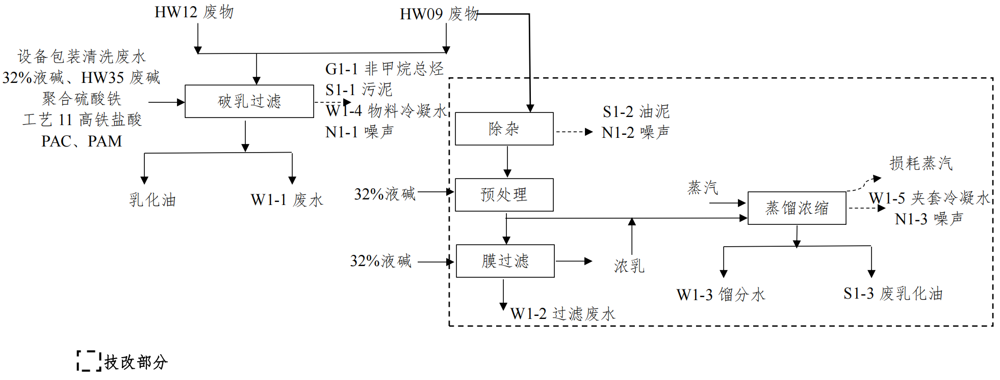 HW12 废物
HW09 废物
设备包装清洗废水
32%液碱、HW35 废碱
聚合硫酸铁
工艺 11 高铁盐酸
PAC、PAM
破乳过滤
G1-1 非甲烷总烃
S1-1 污泥
W1-4 物料冷凝水
N1-1 噪声
乳化油
W1-1 废水
除杂
S1-2 油泥
N1-2 噪声
32%液碱
预处理
蒸汽
蒸馏浓缩
损耗蒸汽
W1-5 夹套冷凝水
N1-3 噪声
32%液碱
膜过滤
浓乳
W1-2 过滤废水
W1-3 馏分水
S1-3 废乳化油
技改部分